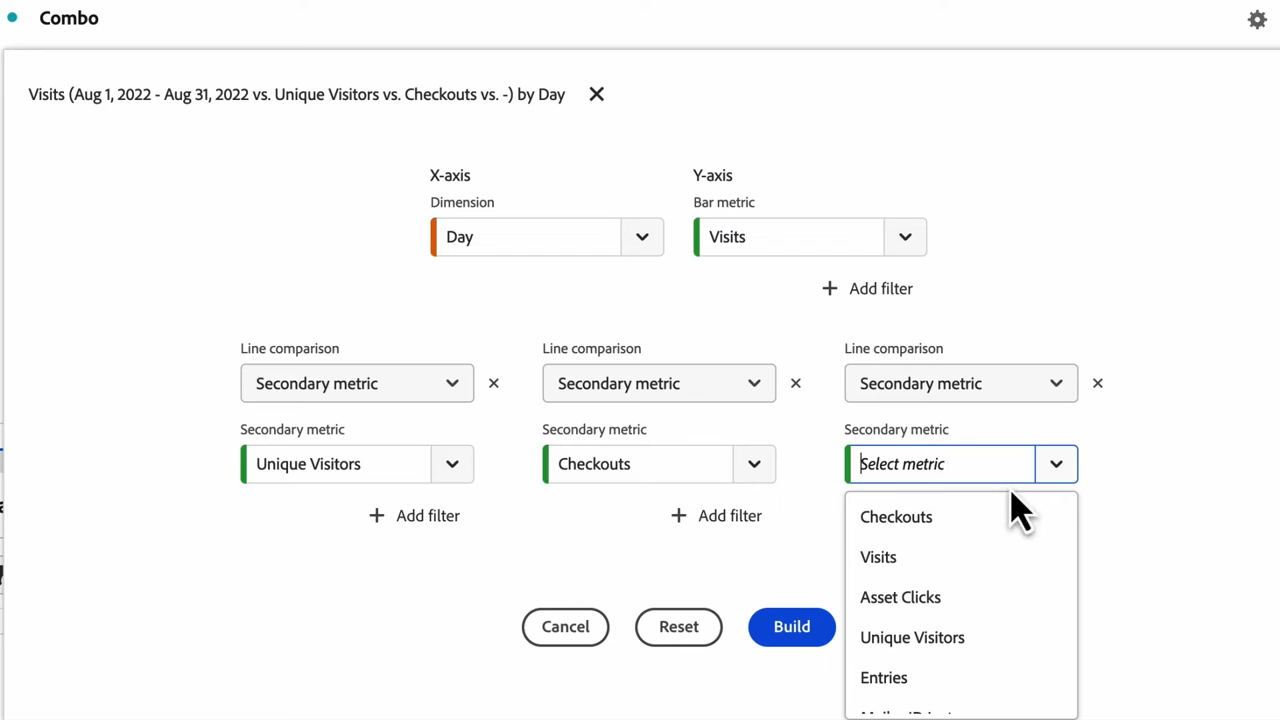 Combo
Visits (Aug 1, 2022 - Aug 31, 2022 vs. Unique Visitors vs. Checkouts vs. -) by Day
X-axis
Y-axis
Dimension
Bar metric
Day
Visits
Add filter
Line comparison
Line comparison
Line comparison
Secondary metric
Secondary metric
Secondary metric
Secondary metric
Secondary metric
Secondary metric
Unique Visitors
Checkouts
Select metric
Add filter
Add filter
Checkouts
Visits
Asset Clicks
Unique Visitors
Entries
Cancel
Reset
Build